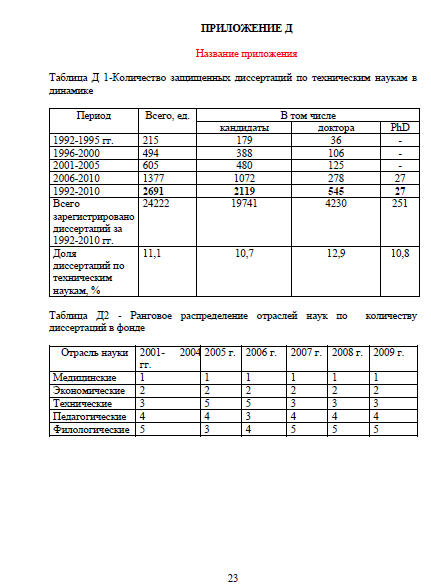 ПРИЛОЖЕНИЕ Д
Название приложения
Таблица Д 1-Количество защищенных диссертаций по техническим наукам в
динамике
Период Всего, ед. В том числе
кандидаты доктора PhD
1992-1995 гг. 215 179 36 -
1996-2000 494 388 106 -
2001-2005 605 480 125 -
2006-2010 1377 1072 278 27
1992-2010 2691 2119 545 27
Всего 24222 19741 4230 251
зарегистрировано
диссертаций за
1992-2010 гг.
Доля 11,1 10,7 12,9 10,8
диссертаций по
техническим
наукам, %
Таблица Д2 - Ранговое распределение отраслей наук по количеству
диссертаций в фонде
Отрасль науки 2001- 2004 2005 г. 2006 г. 2007 г. 2008 г. 2009 г.
гг.
Медицинские 1 1 1 1 1 1
Экономические 2 2 2 2 2 2
Технические 3 5 5 3 3 3
Педагогические 4 4 3 4 4 4
Филологические 5 3 4 5 5 5
23